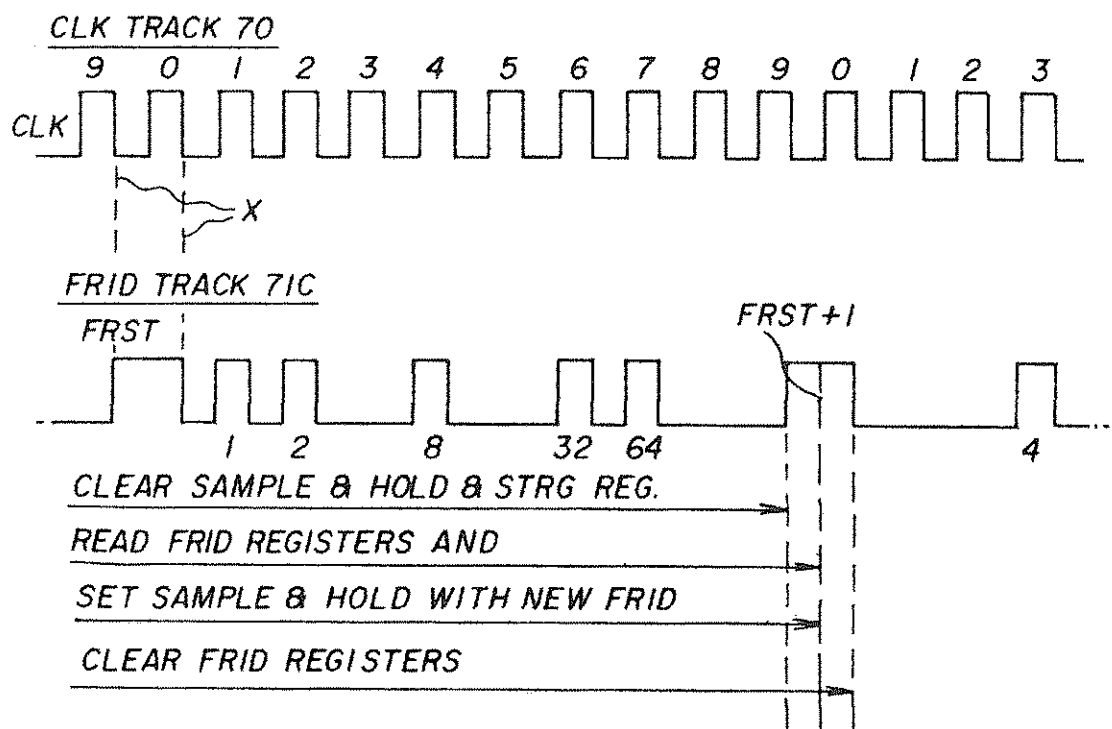 CLK TRACK 70
9 0 1 2 3 4 5 6 7 8 9 0 1 2 3
CLK
X
FRID TRACK 71C
FRST
FRST+1
1 2 8 32 64 4
CLEAR SAMPLE & HOLD & STRG REG.
READ FRID REGISTERS AND
SET SAMPLE & HOLD WITH NEW FRID
CLEAR FRID REGISTERS